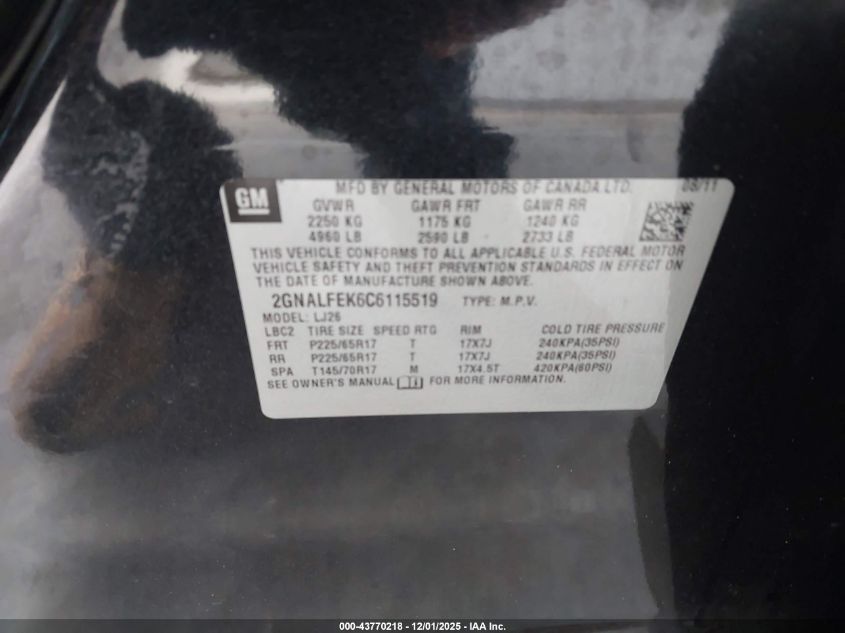 GM MFD BY GENERAL MOTORS OF CANADA LTD. 08/11
GVWR GAWR FRT GAWR RR
2250 KG 1175 KG 1240 KG
4960 LB 2590 LB 2733 LB
THIS VEHICLE CONFORMS TO ALL APPLICABLE U.S. FEDERAL MOTOR
VEHICLE SAFETY AND THEFT PREVENTION STANDARDS IN EFFECT ON
THE DATE OF MANUFACTURE SHOWN ABOVE.
2GNALFEK6C6115519 TYPE: M.P.V.
MODEL: LJ26
LBC2 TIRE SIZE SPEED RTG RIM COLD TIRE PRESSURE
FRT P225/65R17 T 17X7J 240KPA(35PSI)
RR P225/65R17 T 17X7J 240KPA(35PSI)
SPA T145/70R17 M 17X4.5T 420KPA(60PSI)
SEE OWNER'S MANUAL FOR MORE INFORMATION.
000-43770218 - 12/01/2025 - IAA Inc.